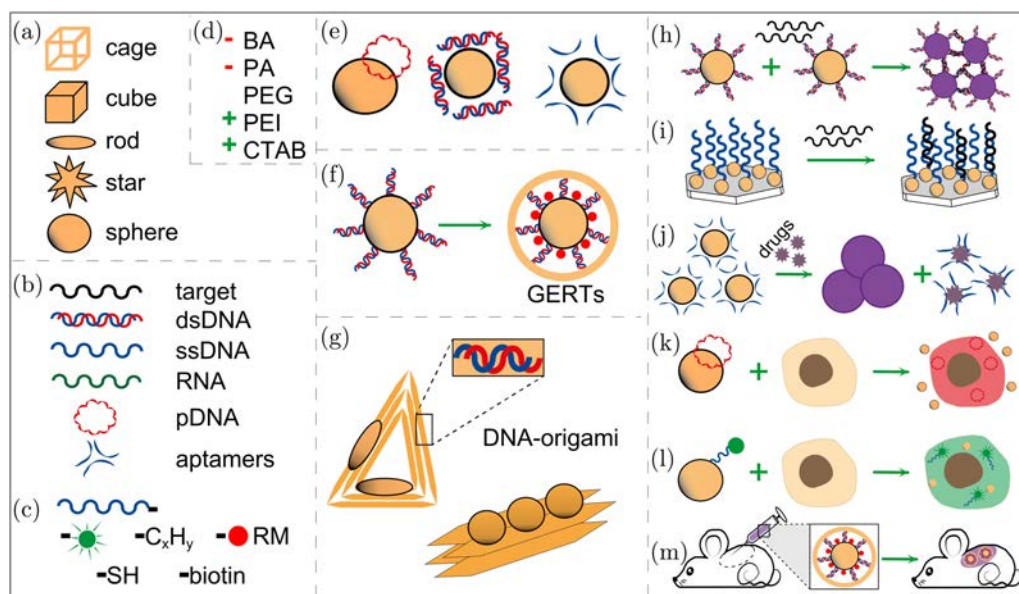 (a)
cage
cube
rod
star
sphere
(b)
target
dsDNA
ssDNA
RNA
pDNA
aptamers
(c)
-CxHy
-RM
-SH
-biotin
(d)
- BA
- PA
PEG
+ PEI
+ CTAB
(e)
(f)
GERTs
(g)
DNA-origami
(h)
+
(i)
(j)
drugs
+
(k)
+
(l)
+
(m)